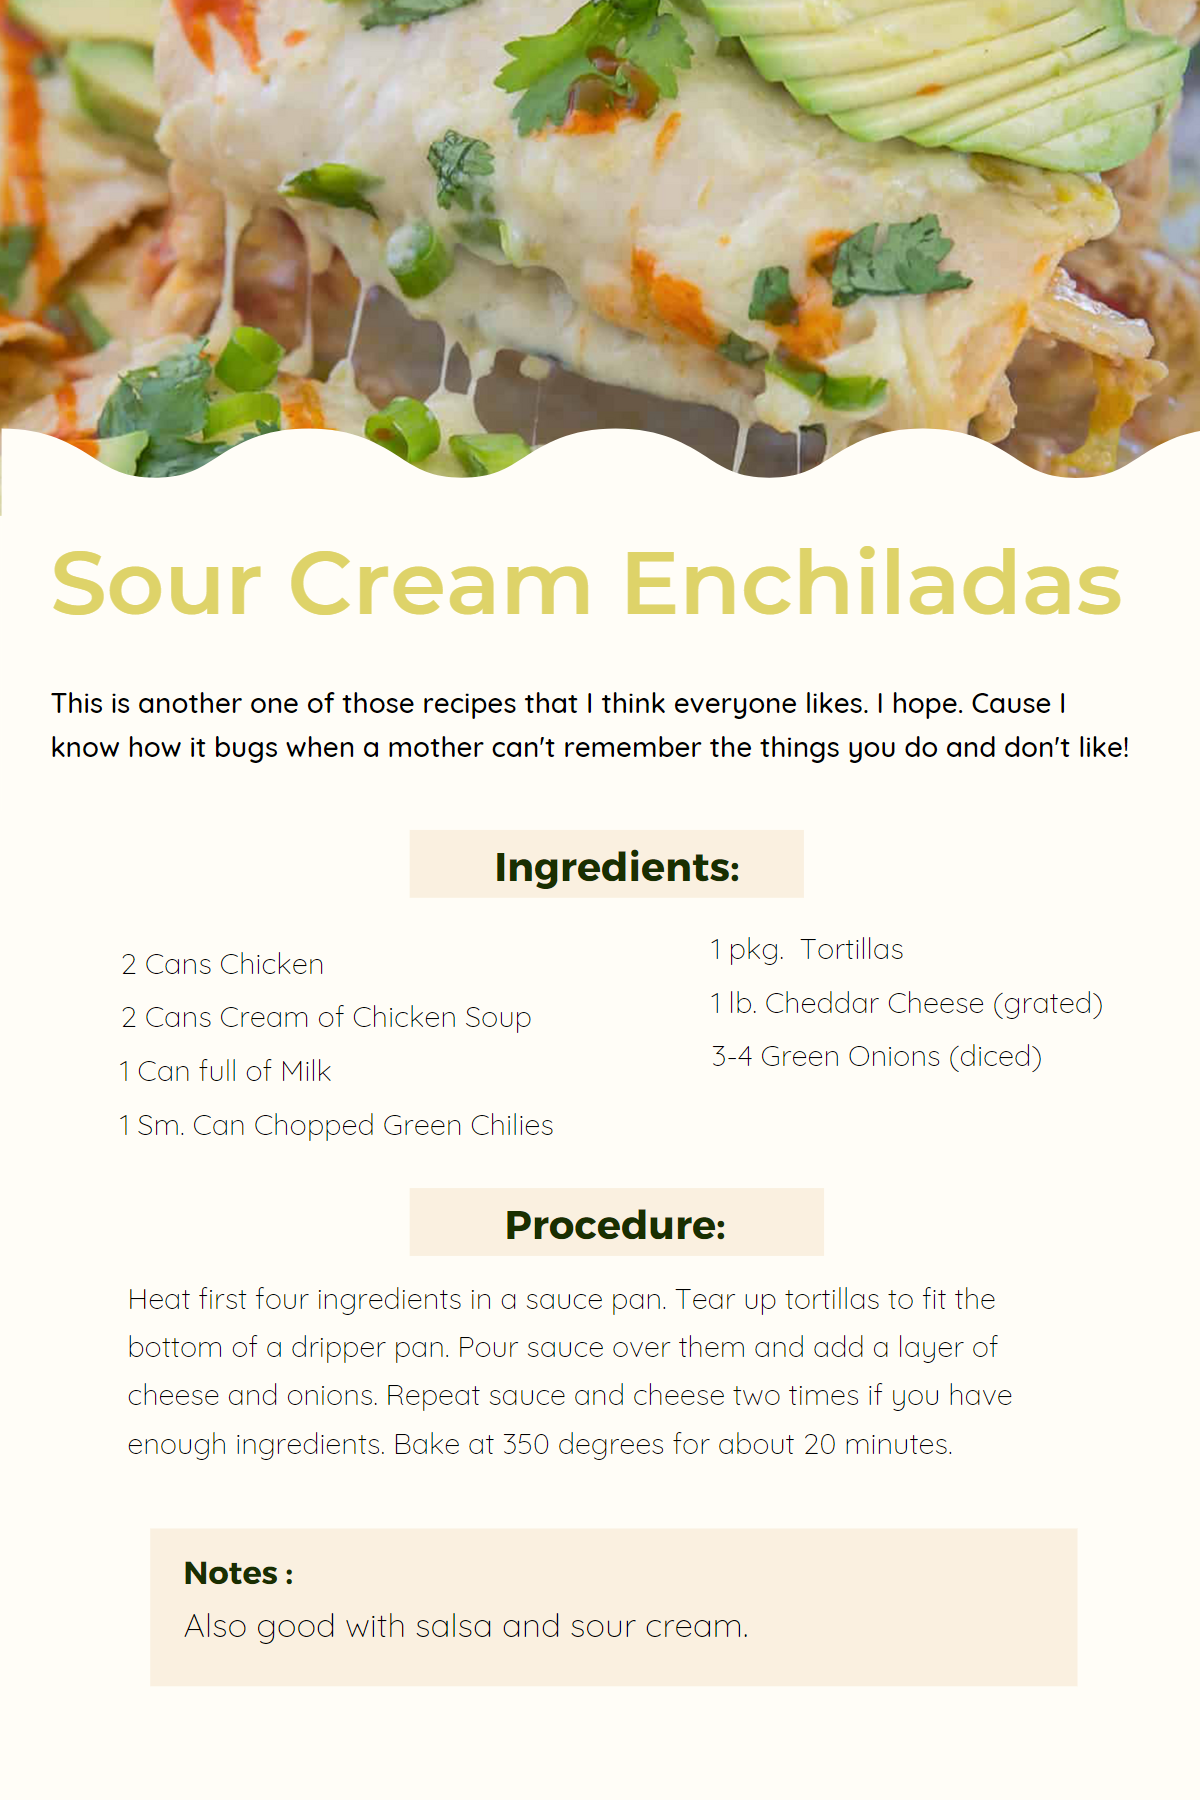 Sour Cream Enchiladas
This is another one of those recipes that I think everyone likes. I hope. Cause I
know how it bugs when a mother can't remember the things you do and don't like!
Ingredients:
2 Cans Chicken
2 Cans Cream of Chicken Soup
1 Can full of Milk
1 Sm. Can Chopped Green Chilies
1 pkg.  Tortillas
1 lb. Cheddar Cheese (grated)
3-4 Green Onions (diced)
Procedure:
Heat first four ingredients in a sauce pan. Tear up tortillas to fit the
bottom of a dripper pan. Pour sauce over them and add a layer of
cheese and onions. Repeat sauce and cheese two times if you have
enough ingredients. Bake at 350 degrees for about 20 minutes.
Notes :
Also good with salsa and sour cream.